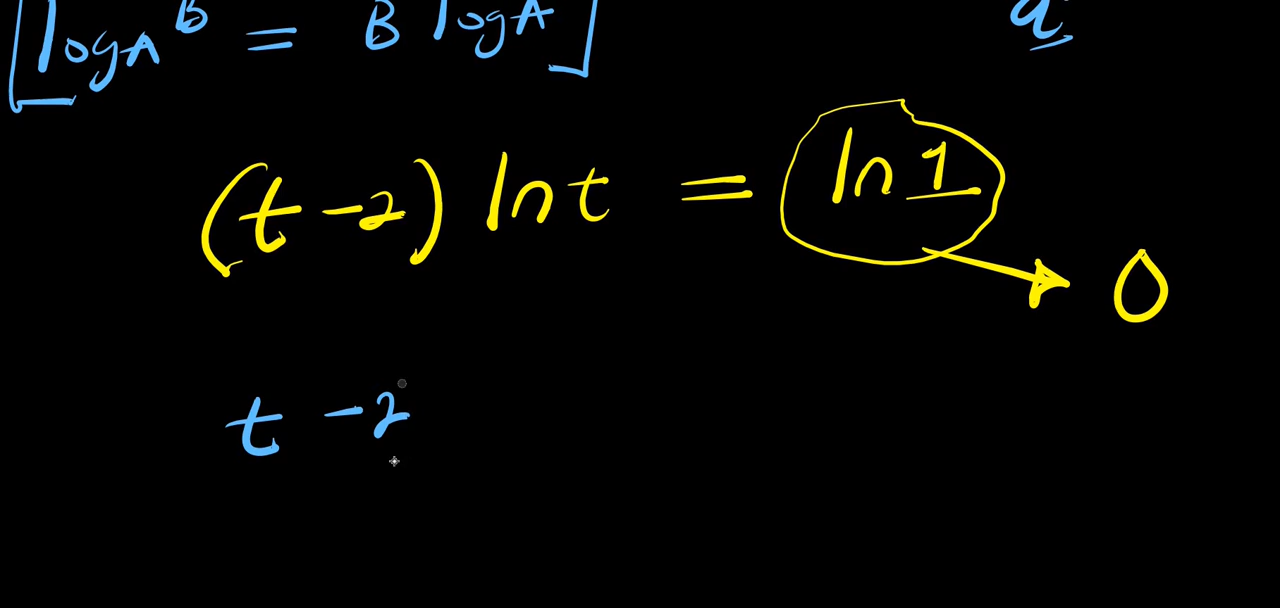 [log A^B = B log A]
(t - 2) ln t = ln 1
0
t - 2